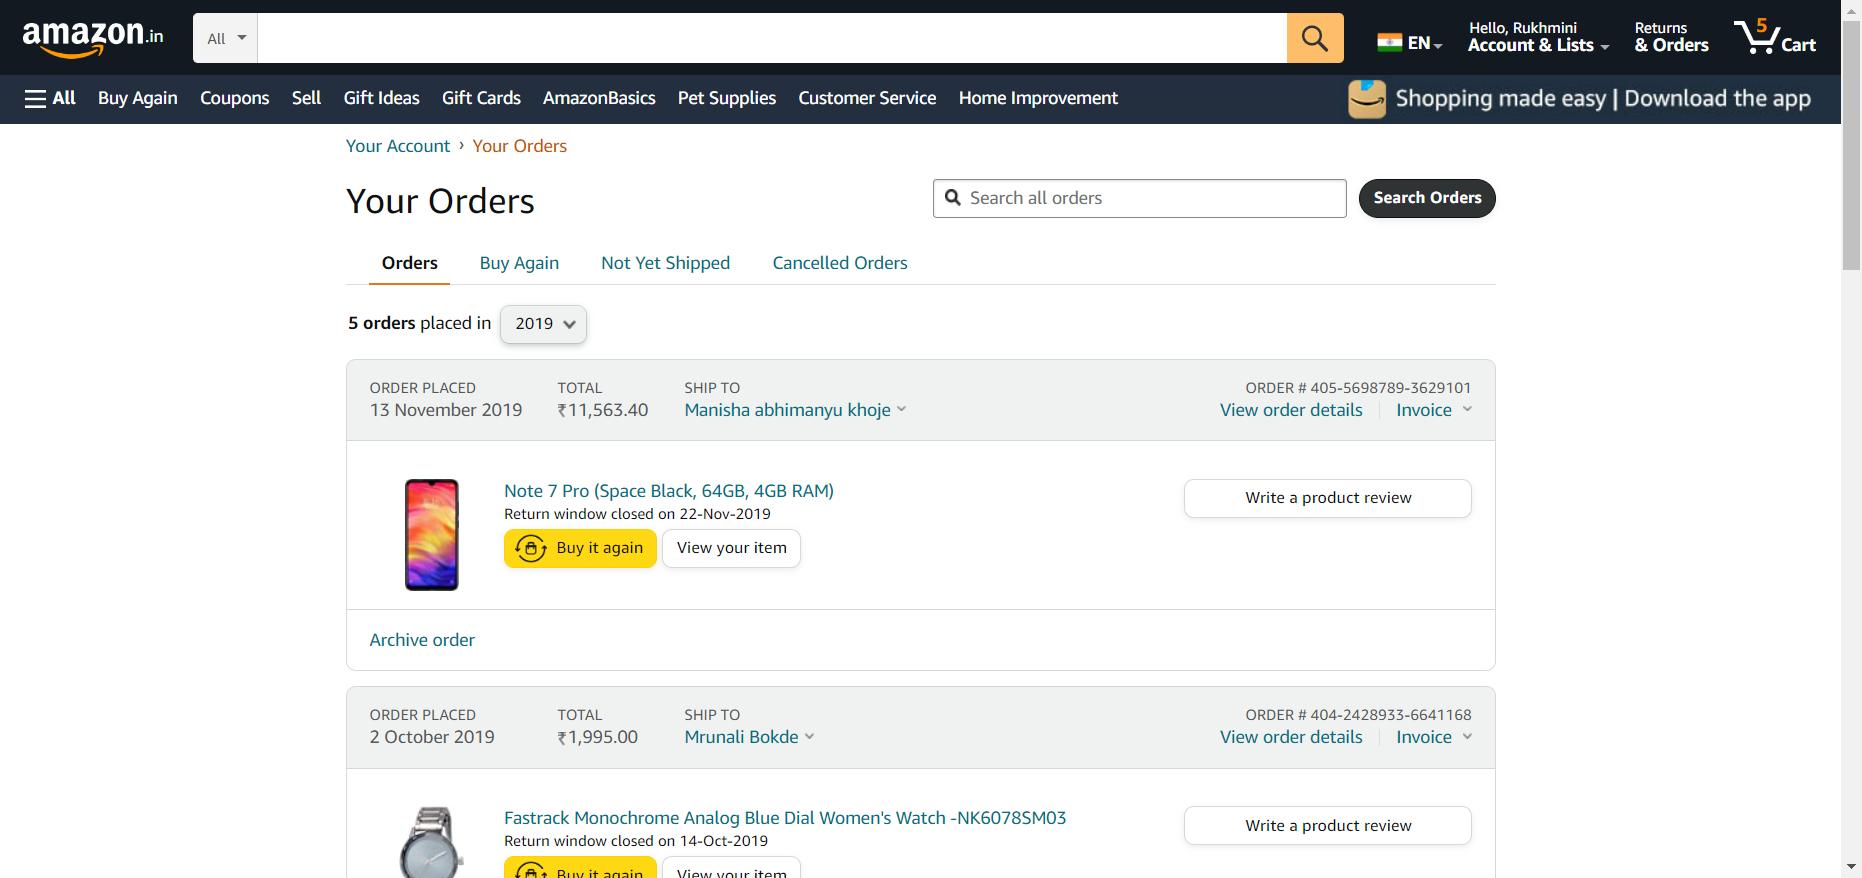 amazon.in
All
EN
Hello, Rukhmini
Account & Lists
Returns
& Orders
5
Cart
All
Buy Again
Coupons
Sell
Gift Ideas
Gift Cards
AmazonBasics
Pet Supplies
Customer Service
Home Improvement
Shopping made easy | Download the app
Your Account › Your Orders
Your Orders
Search all orders
Search Orders
Orders
Buy Again
Not Yet Shipped
Cancelled Orders
5 orders placed in 2019
ORDER PLACED
13 November 2019
TOTAL
₹11,563.40
SHIP TO
Manisha abhimanyu khoje
ORDER # 405-5698789-3629101
View order details
Invoice
Note 7 Pro (Space Black, 64GB, 4GB RAM)
Return window closed on 22-Nov-2019
Buy it again
View your item
Write a product review
Archive order
ORDER PLACED
2 October 2019
TOTAL
₹1,995.00
SHIP TO
Mrunali Bokde
ORDER # 404-2428933-6641168
View order details
Invoice
Fastrack Monochrome Analog Blue Dial Women's Watch -NK6078SM03
Return window closed on 14-Oct-2019
Buy it again
View your item
Write a product review